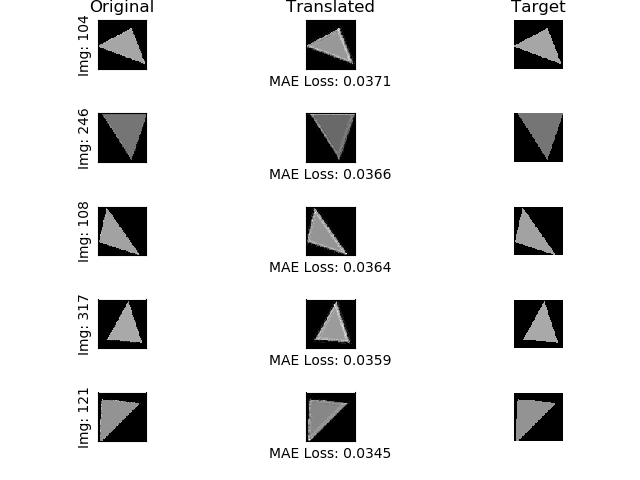 Original Translated Target
Img: 104
MAE Loss: 0.0371
Img: 246
MAE Loss: 0.0366
Img: 108
MAE Loss: 0.0364
Img: 317
MAE Loss: 0.0359
Img: 121
MAE Loss: 0.0345